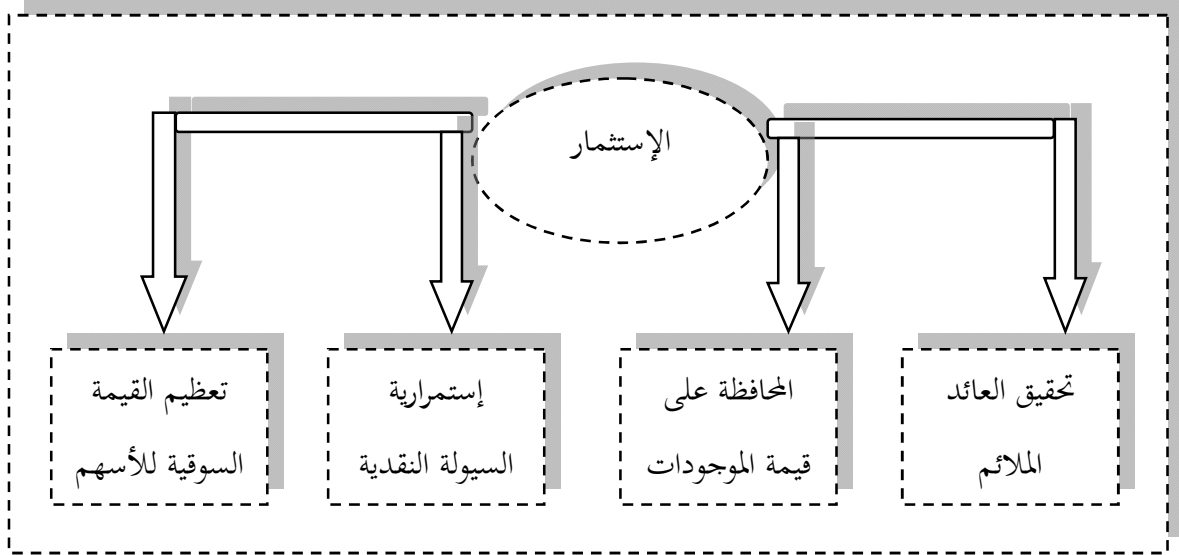 الإستثمار
تحقيق العائد
الملائم
المحافظة على
قيمة الموجودات
إستمرارية
السيولة النقدية
تعظيم القيمة
السوقية للأسهم